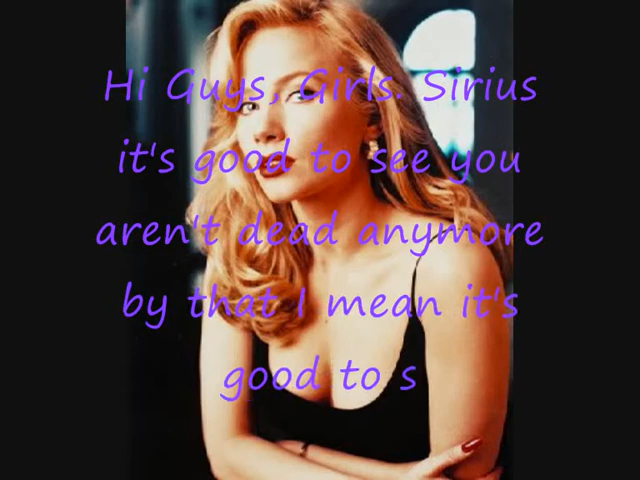 Hi Guys, Girls. Sirius
it's good to see you
aren't dead anymore
by that I mean it's
good to s